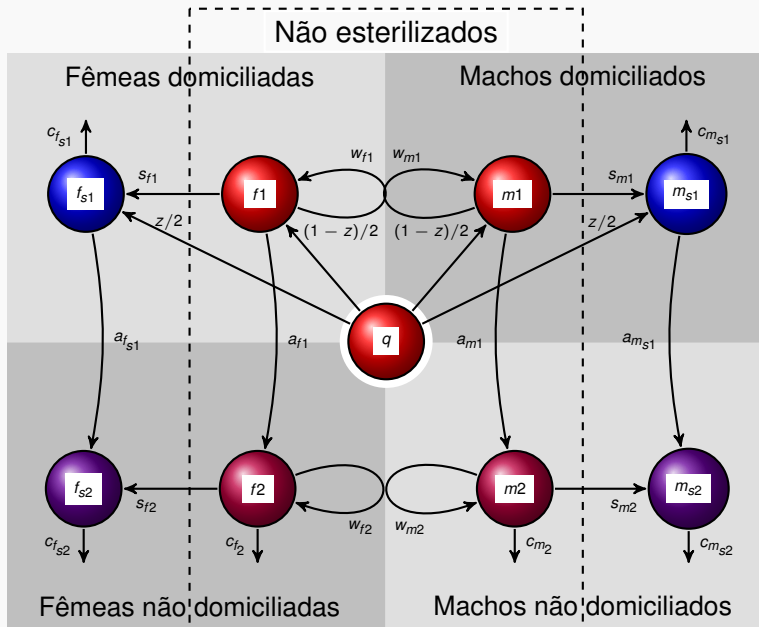 Não esterilizados
Fêmeas domiciliadas
Machos domiciliados
c_{f_{s1}}
c_{m_{s1}}
w_{f1}
w_{m1}
f_{s1}
s_{f1}
f1
m1
s_{m1}
m_{s1}
z/2
(1 − z)/2
(1 − z)/2
z/2
a_{f_{s1}}
a_{f1}
q
a_{m1}
a_{m_{s1}}
f_{s2}
s_{f2}
f2
m2
s_{m2}
m_{s2}
w_{f2}
w_{m2}
c_{f_{s2}}
c_{f_2}
c_{m_2}
c_{m_{s2}}
Fêmeas não domiciliadas
Machos não domiciliados